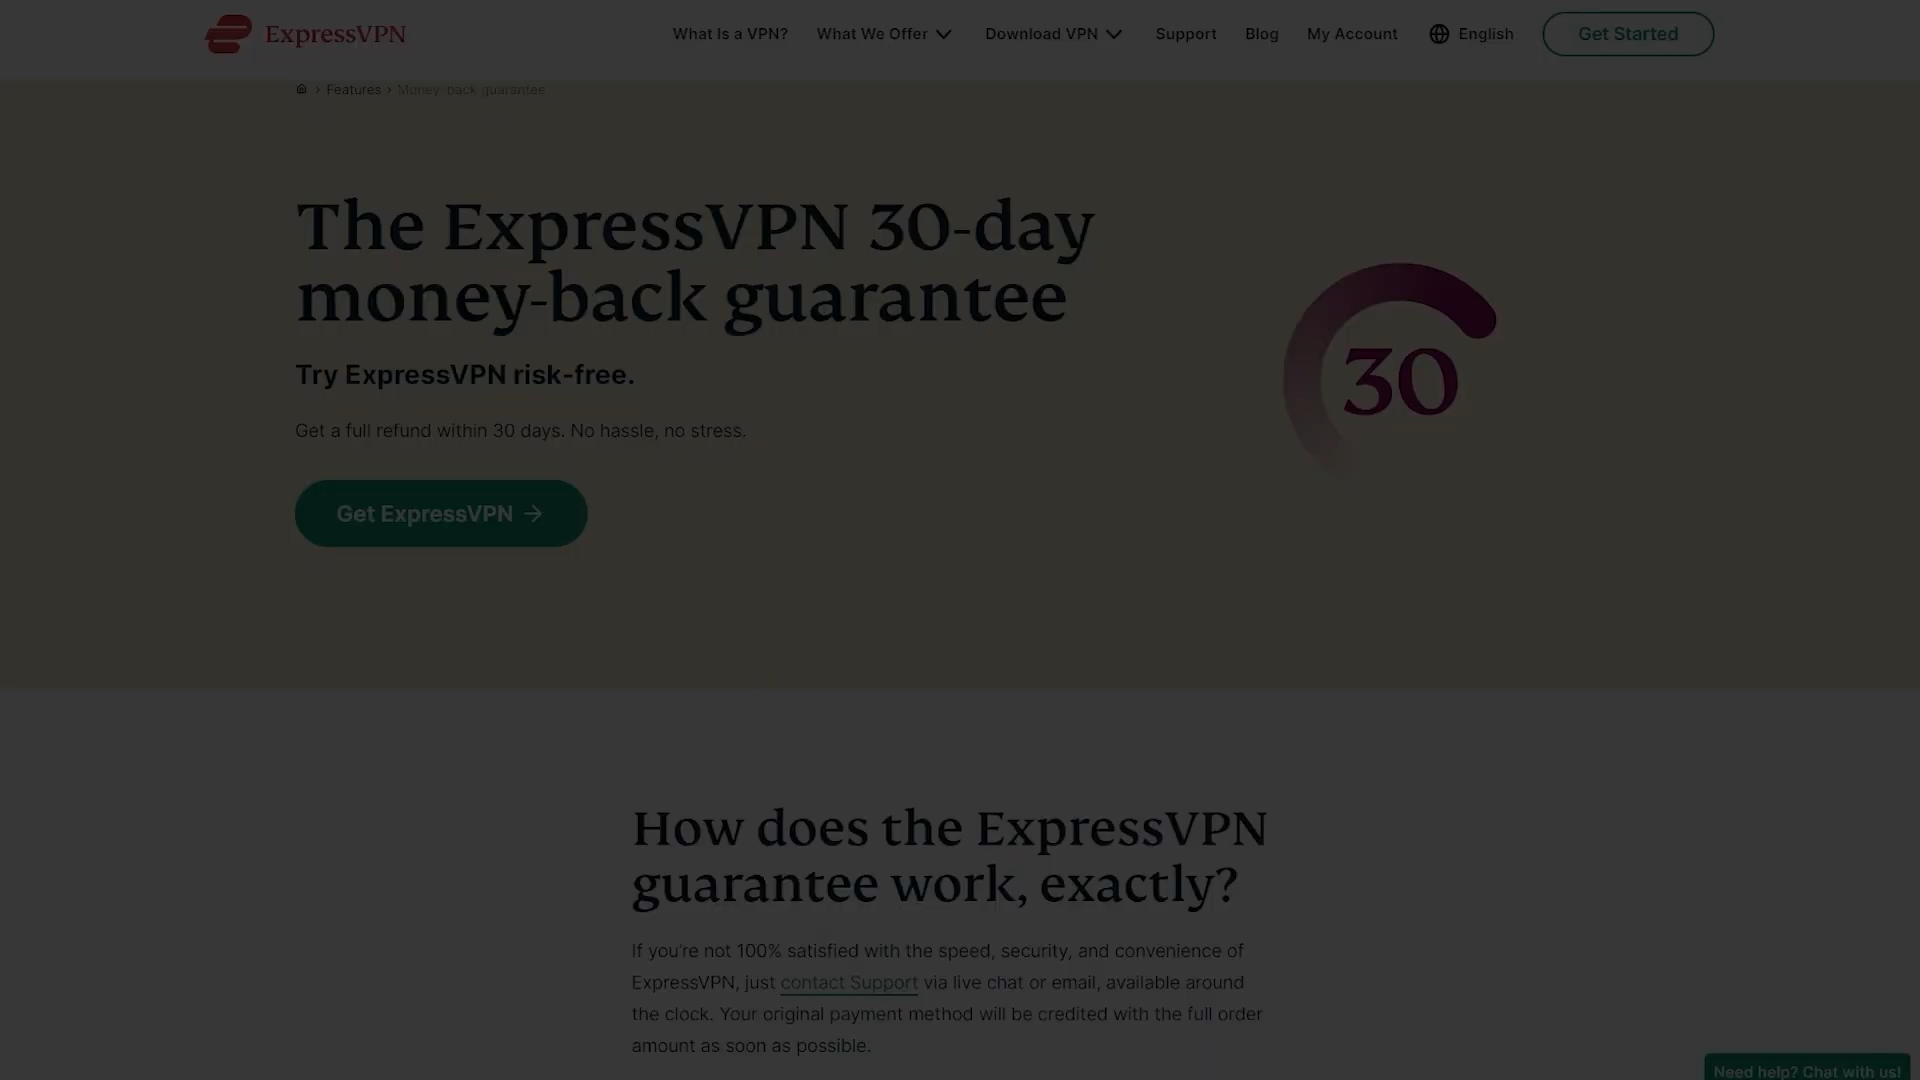 ExpressVPN
What Is a VPN? What We Offer Download VPN Support Blog My Account English Get Started
Features Money-back guarantee
The ExpressVPN 30-day
money-back guarantee
Try ExpressVPN risk-free.
Get a full refund within 30 days. No hassle, no stress.
Get ExpressVPN
30
How does the ExpressVPN
guarantee work, exactly?
If you're not 100% satisfied with the speed, security, and convenience of
ExpressVPN, just contact Support via live chat or email, available around
the clock. Your original payment method will be credited with the full order
amount as soon as possible.
Need help? Chat with us!